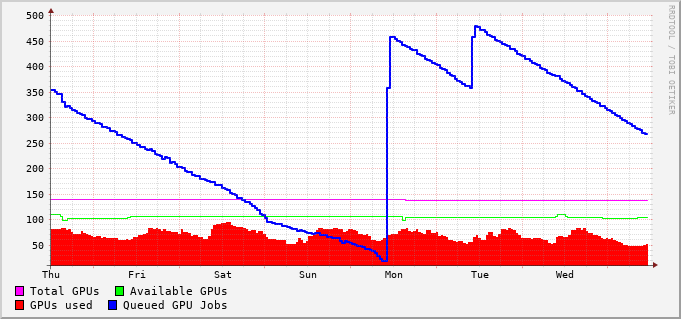 500
450
400
350
300
250
200
150
100
50
Thu Fri Sat Sun Mon Tue Wed
Total GPUs Available GPUs
GPUs used Queued GPU Jobs
RRDTOOL / TOBI OETIKER